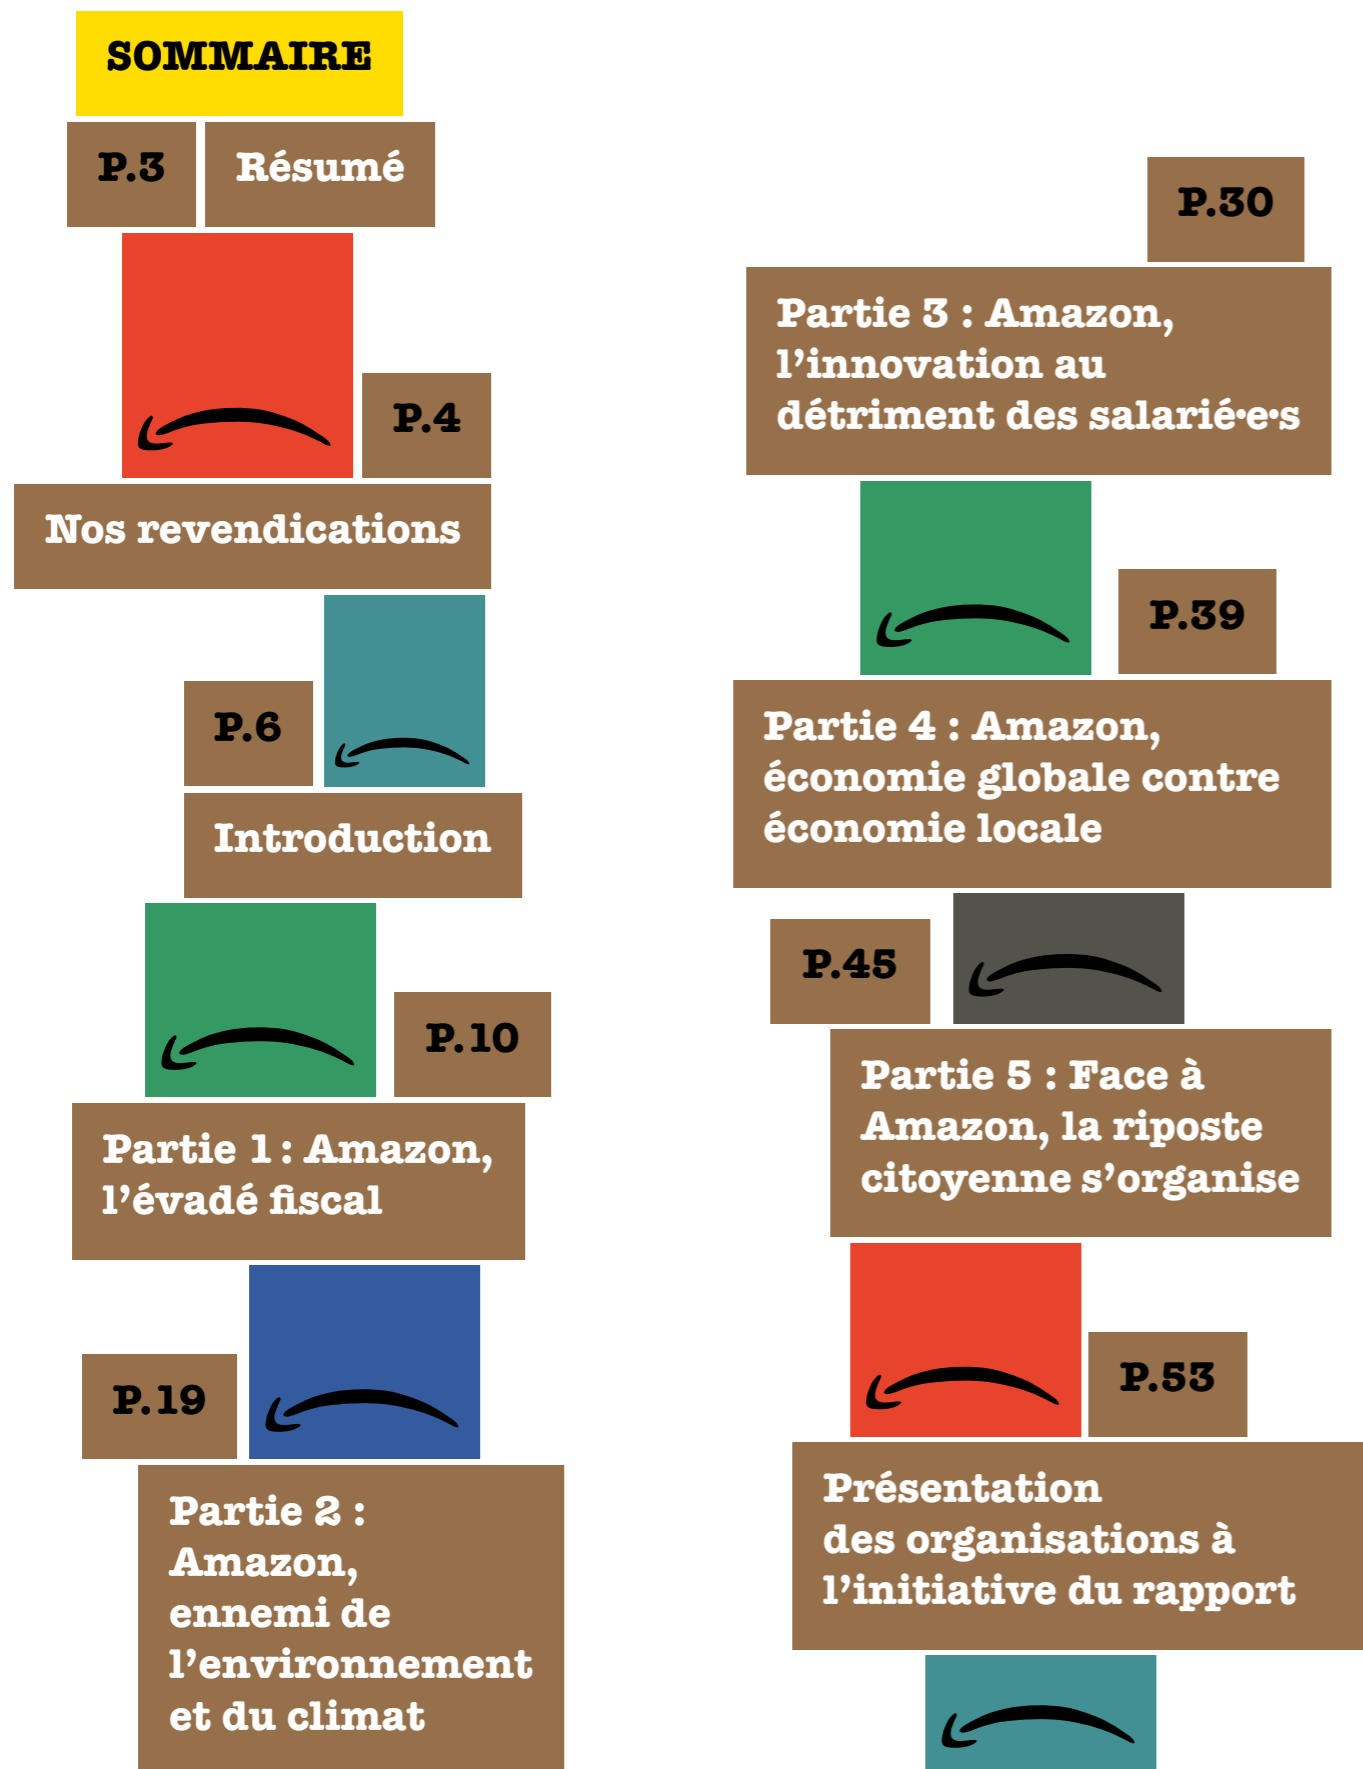 SOMMAIRE
P.3
Résumé
P.4
Nos revendications
P.6
Introduction
P.10
Partie 1 : Amazon,
l’évadé fiscal
P.19
Partie 2 :
Amazon,
ennemi de
l’environnement
et du climat
P.30
Partie 3 : Amazon,
l’innovation au
détriment des salarié·e·s
P.39
Partie 4 : Amazon,
économie globale contre
économie locale
P.45
Partie 5 : Face à
Amazon, la riposte
citoyenne s’organise
P.53
Présentation
des organisations à
l’initiative du rapport